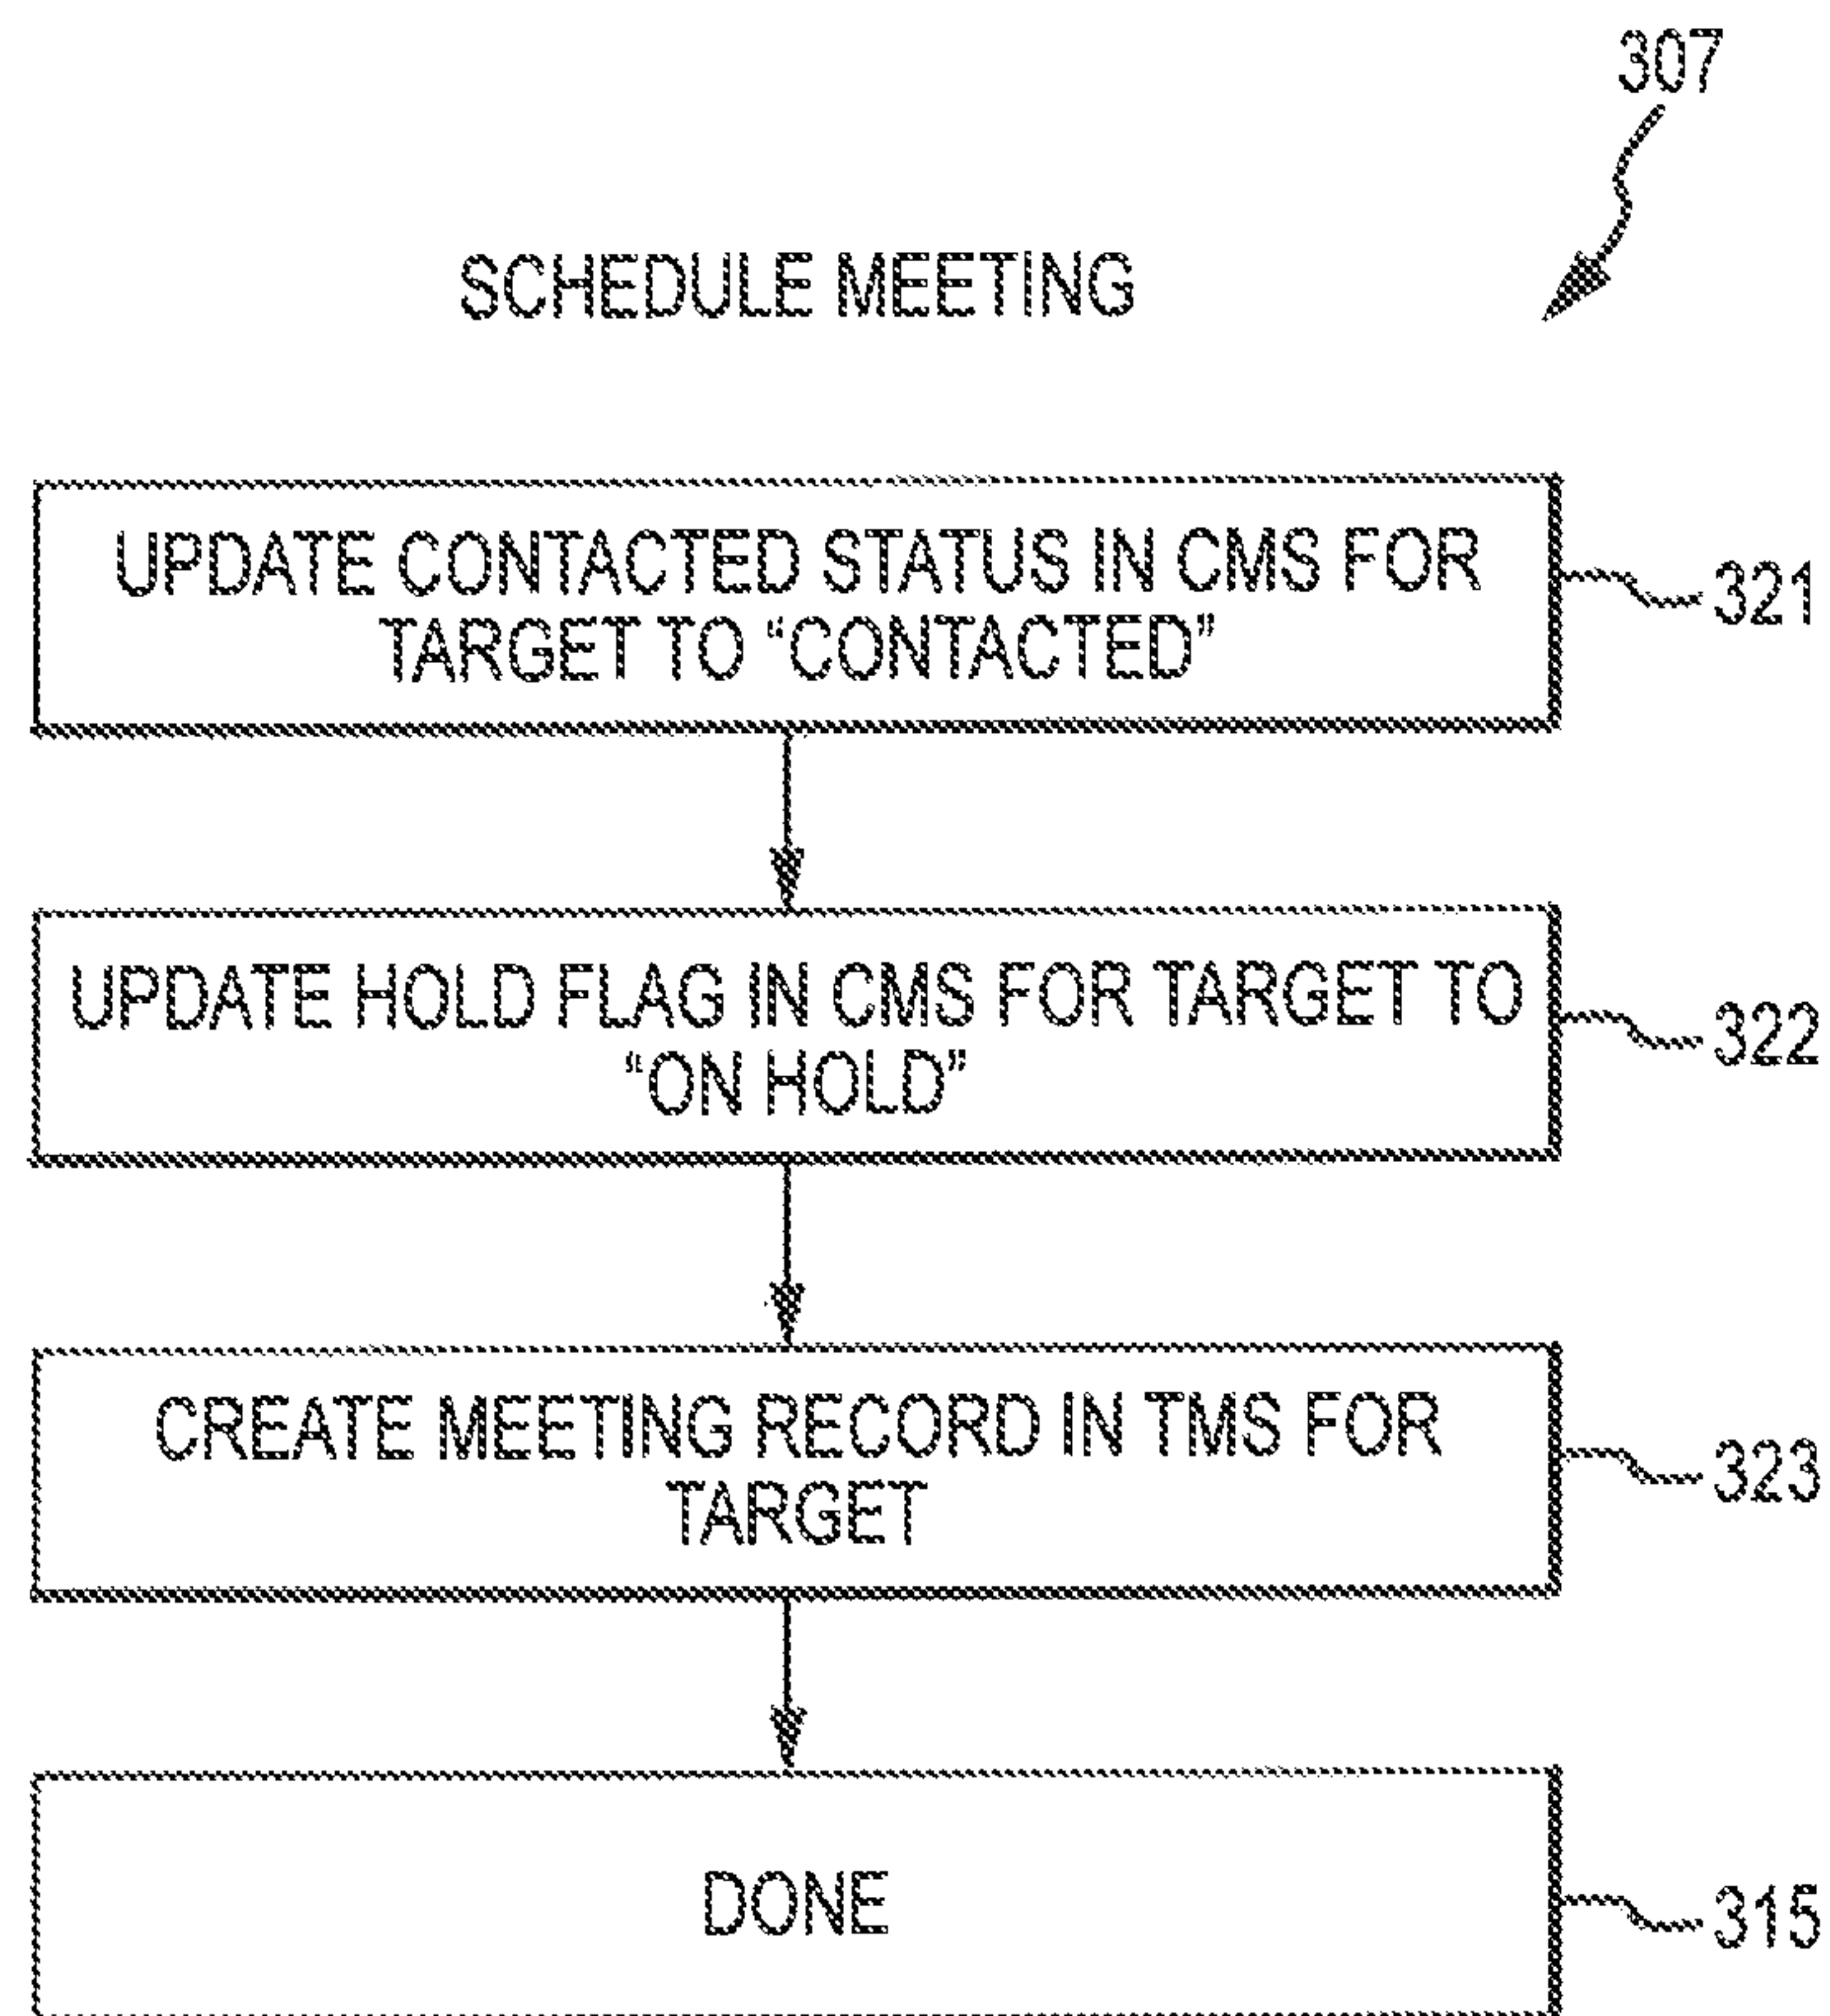 307
SCHEDULE MEETING
UPDATE CONTACTED STATUS IN CMS FOR
TARGET TO “CONTACTED”
321
UPDATE HOLD FLAG IN CMS FOR TARGET TO
“ON HOLD”
322
CREATE MEETING RECORD IN TMS FOR
TARGET
323
DONE
315